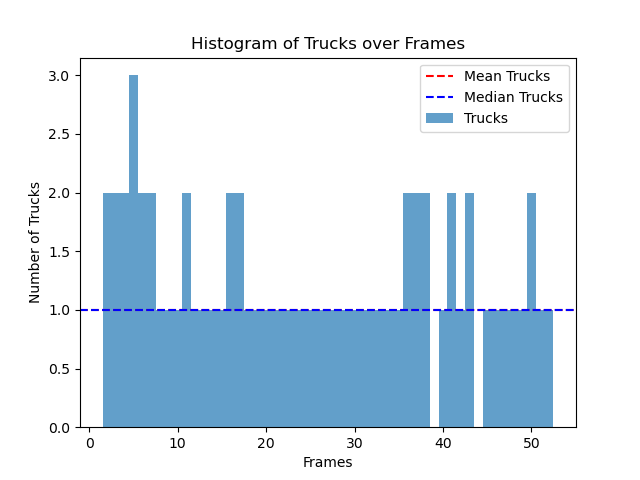 Histogram of Trucks over Frames
Mean Trucks
Median Trucks
Trucks
Number of Trucks
3.0
2.5
2.0
1.5
1.0
0.5
0.0
0 10 20 30 40 50
Frames